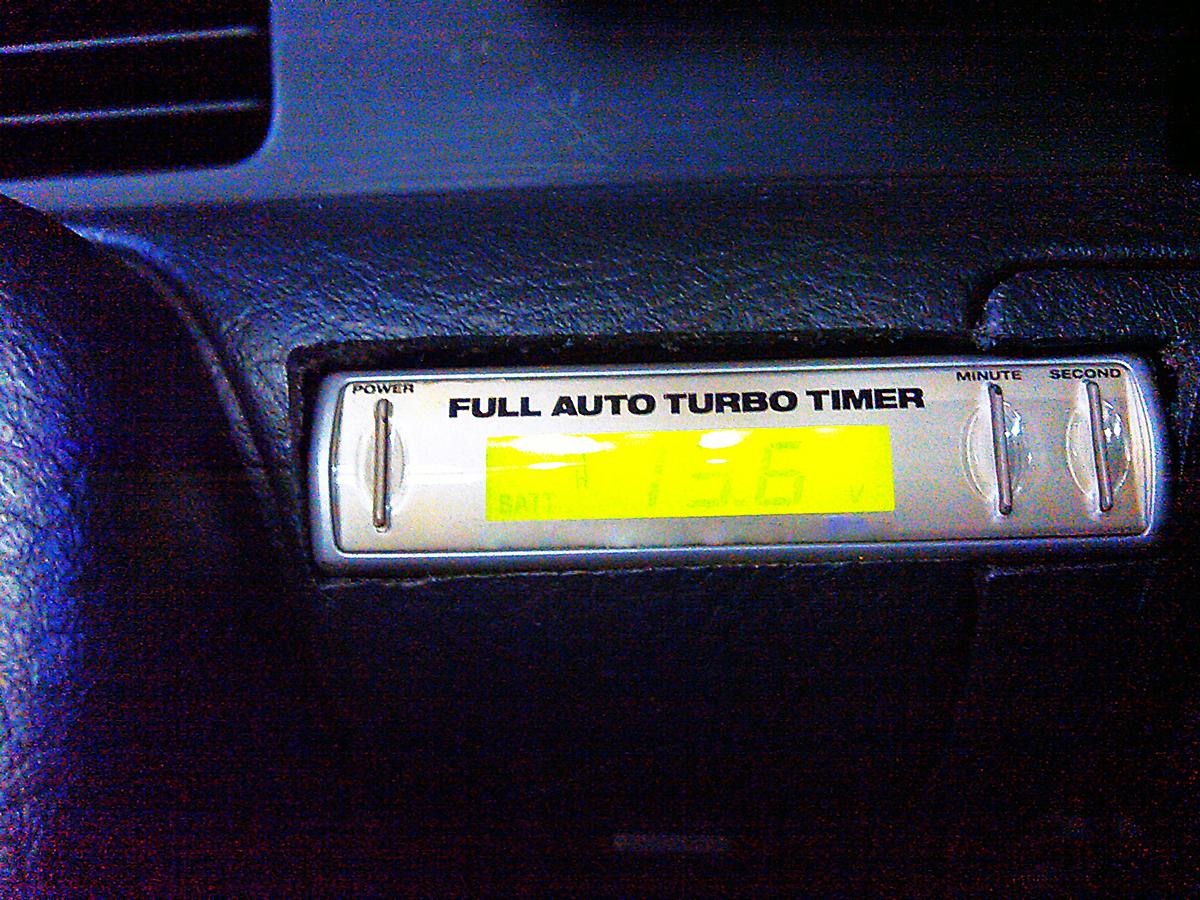 POWER
FULL AUTO TURBO TIMER
MINUTE SECOND
BATT H 13.6 V